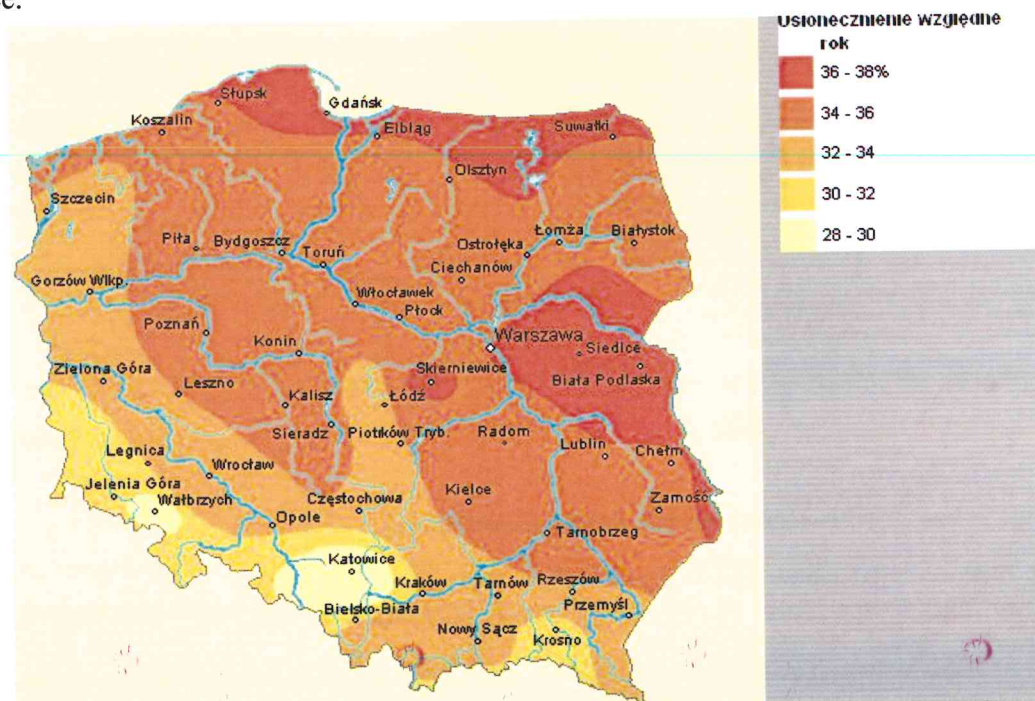 Usłonecznienie względne
rok
36 - 38%
34 - 36
32 - 34
30 - 32
28 - 30
Słupsk
Gdańsk
Koszalin
Elbląg
Suwałki
Olsztyn
Szczecin
Piła
Bydgoszcz
Toruń
Ostrołęka
Łomża
Białystok
Ciechanów
Gorzów Wlkp.
Włocławek
Płock
Poznań
Konin
Warszawa
Siedlce
Zielona Góra
Leszno
Kalisz
Łódź
Skierniewice
Biała Podlaska
Sieradz
Piotrków Tryb.
Radom
Lublin
Chełm
Legnica
Wrocław
Jelenia Góra
Wałbrzych
Częstochowa
Kielce
Zamość
Opole
Tarnobrzeg
Katowice
Kraków
Tarnów
Rzeszów
Bielsko-Biała
Przemyśl
Nowy Sącz
Krosno